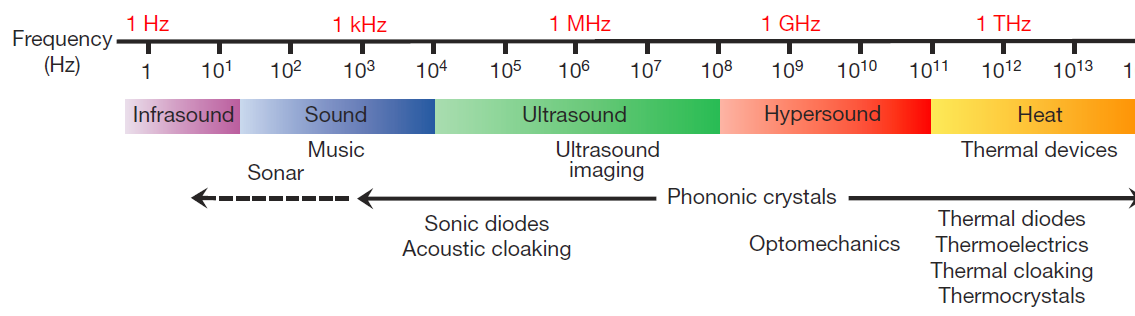 1 Hz 1 kHz 1 MHz 1 GHz 1 THz
Frequency
(Hz) 1 10¹ 10² 10³ 10⁴ 10⁵ 10⁶ 10⁷ 10⁸ 10⁹ 10¹⁰ 10¹¹ 10¹² 10¹³ 1
Infrasound Sound Ultrasound Hypersound Heat
Music Ultrasound Thermal devices
Sonar imaging
Phononic crystals
Sonic diodes Thermal diodes
Acoustic cloaking Optomechanics Thermoelectrics
Thermal cloaking
Thermocrystals